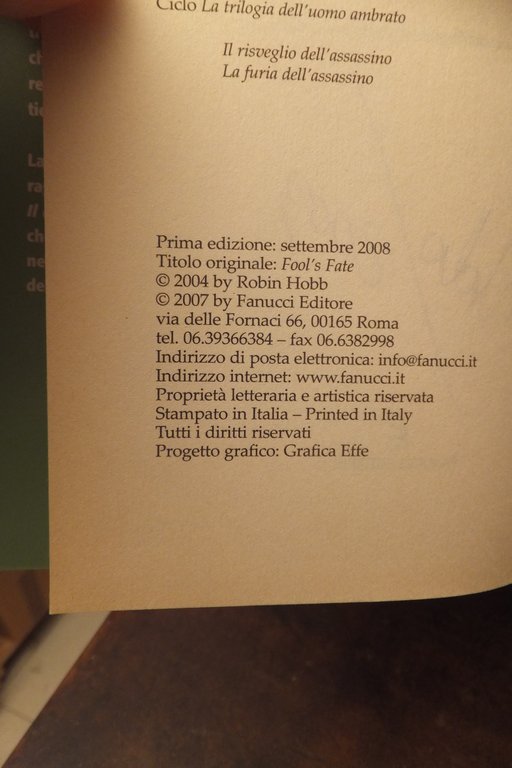 Ciclo La trilogia dell'uomo ambrato
Il risveglio dell'assassino
La furia dell'assassino
Prima edizione: settembre 2008
Titolo originale: Fool's Fate
© 2004 by Robin Hobb
© 2007 by Fanucci Editore
via delle Fornaci 66, 00165 Roma
tel. 06.39366384 – fax 06.6382998
Indirizzo di posta elettronica: info@fanucci.it
Indirizzo internet: www.fanucci.it
Proprietà letteraria e artistica riservata
Stampato in Italia – Printed in Italy
Tutti i diritti riservati
Progetto grafico: Grafica Effe